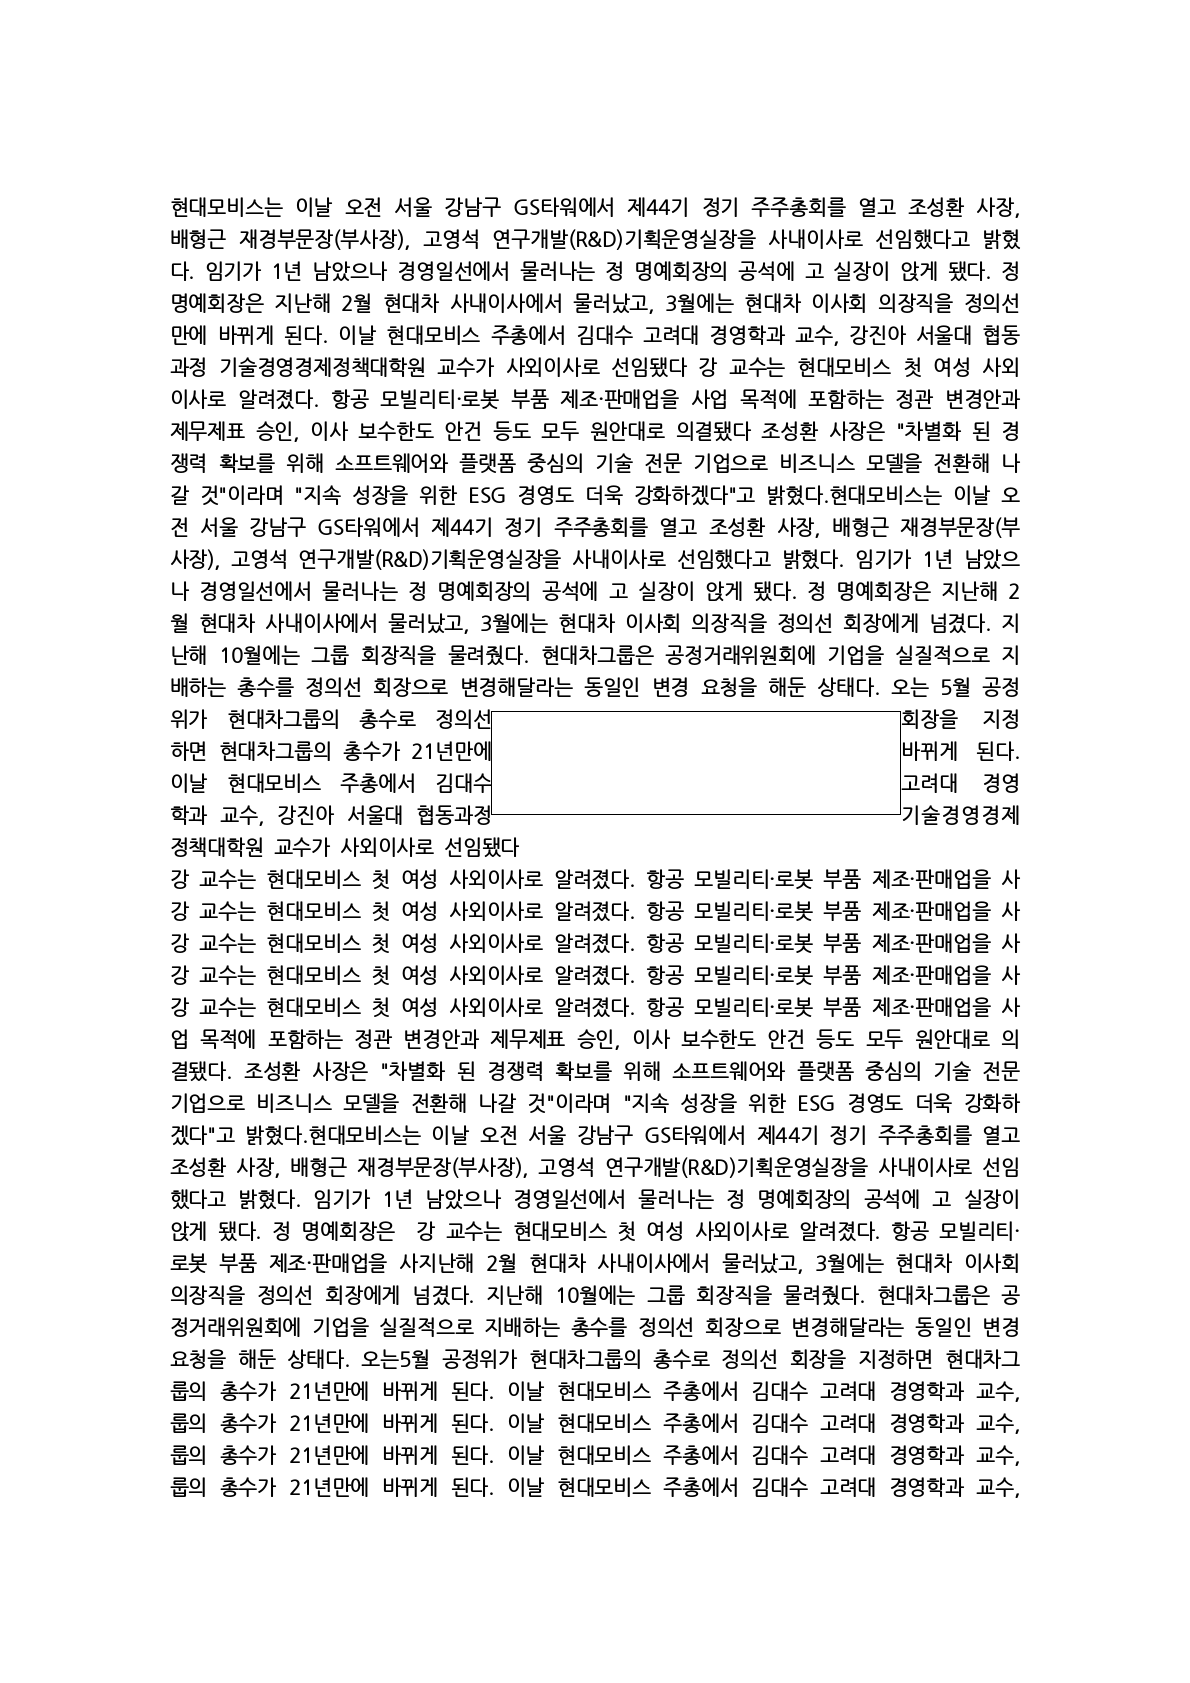 현대모비스는 이날 오전 서울 강남구 GS타워에서 제44기 정기 주주총회를 열고 조성환 사장,
배형근 재경부문장(부사장), 고영석 연구개발(R&D)기획운영실장을 사내이사로 선임했다고 밝혔
다. 임기가 1년 남았으나 경영일선에서 물러나는 정 명예회장의 공석에 고 실장이 앉게 됐다. 정
명예회장은 지난해 2월 현대차 사내이사에서 물러났고, 3월에는 현대차 이사회 의장직을 정의선
만에 바뀌게 된다. 이날 현대모비스 주총에서 김대수 고려대 경영학과 교수, 강진아 서울대 협동
과정 기술경영경제정책대학원 교수가 사외이사로 선임됐다 강 교수는 현대모비스 첫 여성 사외
이사로 알려졌다. 항공 모빌리티·로봇 부품 제조·판매업을 사업 목적에 포함하는 정관 변경안과
제무제표 승인, 이사 보수한도 안건 등도 모두 원안대로 의결됐다 조성환 사장은 "차별화 된 경
쟁력 확보를 위해 소프트웨어와 플랫폼 중심의 기술 전문 기업으로 비즈니스 모델을 전환해 나
갈 것"이라며 "지속 성장을 위한 ESG 경영도 더욱 강화하겠다"고 밝혔다.현대모비스는 이날 오
전 서울 강남구 GS타워에서 제44기 정기 주주총회를 열고 조성환 사장, 배형근 재경부문장(부
사장), 고영석 연구개발(R&D)기획운영실장을 사내이사로 선임했다고 밝혔다. 임기가 1년 남았으
나 경영일선에서 물러나는 정 명예회장의 공석에 고 실장이 앉게 됐다. 정 명예회장은 지난해 2
월 현대차 사내이사에서 물러났고, 3월에는 현대차 이사회 의장직을 정의선 회장에게 넘겼다. 지
난해 10월에는 그룹 회장직을 물려줬다. 현대차그룹은 공정거래위원회에 기업을 실질적으로 지
배하는 총수를 정의선 회장으로 변경해달라는 동일인 변경 요청을 해둔 상태다. 오는 5월 공정
위가 현대차그룹의 총수로 정의선 회장을 지정
하면 현대차그룹의 총수가 21년만에 바뀌게 된다.
이날 현대모비스 주총에서 김대수 고려대 경영
학과 교수, 강진아 서울대 협동과정 기술경영경제
정책대학원 교수가 사외이사로 선임됐다
강 교수는 현대모비스 첫 여성 사외이사로 알려졌다. 항공 모빌리티·로봇 부품 제조·판매업을 사
강 교수는 현대모비스 첫 여성 사외이사로 알려졌다. 항공 모빌리티·로봇 부품 제조·판매업을 사
강 교수는 현대모비스 첫 여성 사외이사로 알려졌다. 항공 모빌리티·로봇 부품 제조·판매업을 사
강 교수는 현대모비스 첫 여성 사외이사로 알려졌다. 항공 모빌리티·로봇 부품 제조·판매업을 사
강 교수는 현대모비스 첫 여성 사외이사로 알려졌다. 항공 모빌리티·로봇 부품 제조·판매업을 사
업 목적에 포함하는 정관 변경안과 제무제표 승인, 이사 보수한도 안건 등도 모두 원안대로 의
결됐다. 조성환 사장은 "차별화 된 경쟁력 확보를 위해 소프트웨어와 플랫폼 중심의 기술 전문
기업으로 비즈니스 모델을 전환해 나갈 것"이라며 "지속 성장을 위한 ESG 경영도 더욱 강화하
겠다"고 밝혔다.현대모비스는 이날 오전 서울 강남구 GS타워에서 제44기 정기 주주총회를 열고
조성환 사장, 배형근 재경부문장(부사장), 고영석 연구개발(R&D)기획운영실장을 사내이사로 선임
했다고 밝혔다. 임기가 1년 남았으나 경영일선에서 물러나는 정 명예회장의 공석에 고 실장이
앉게 됐다. 정 명예회장은 강 교수는 현대모비스 첫 여성 사외이사로 알려졌다. 항공 모빌리티·
로봇 부품 제조·판매업을 사지난해 2월 현대차 사내이사에서 물러났고, 3월에는 현대차 이사회
의장직을 정의선 회장에게 넘겼다. 지난해 10월에는 그룹 회장직을 물려줬다. 현대차그룹은 공
정거래위원회에 기업을 실질적으로 지배하는 총수를 정의선 회장으로 변경해달라는 동일인 변경
요청을 해둔 상태다. 오는5월 공정위가 현대차그룹의 총수로 정의선 회장을 지정하면 현대차그
룹의 총수가 21년만에 바뀌게 된다. 이날 현대모비스 주총에서 김대수 고려대 경영학과 교수,
룹의 총수가 21년만에 바뀌게 된다. 이날 현대모비스 주총에서 김대수 고려대 경영학과 교수,
룹의 총수가 21년만에 바뀌게 된다. 이날 현대모비스 주총에서 김대수 고려대 경영학과 교수,
룹의 총수가 21년만에 바뀌게 된다. 이날 현대모비스 주총에서 김대수 고려대 경영학과 교수,